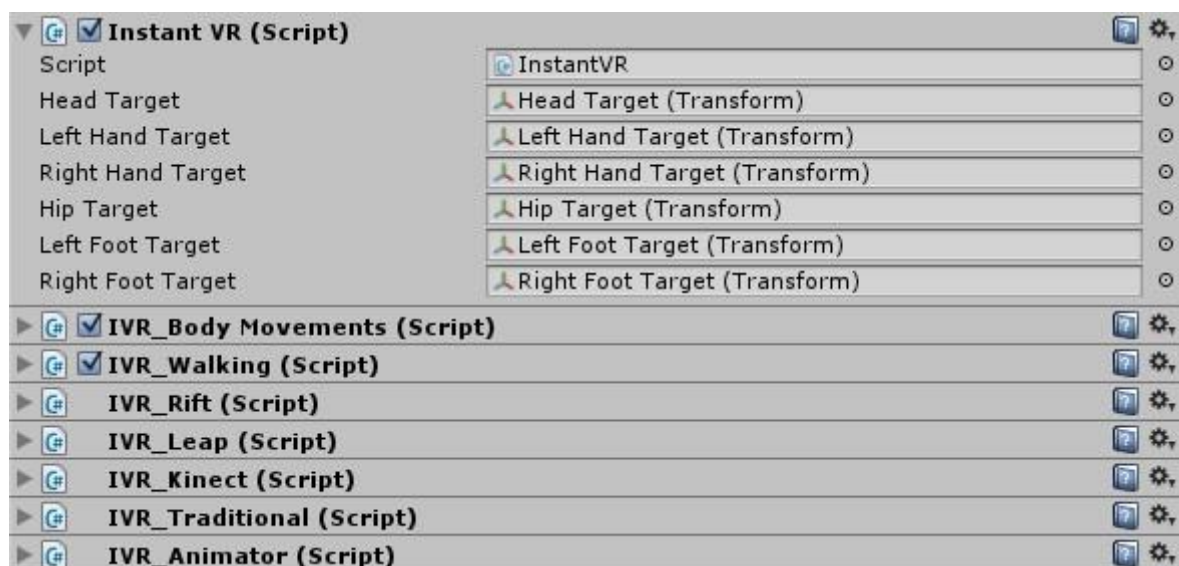 Instant VR (Script)
Script InstantVR
Head Target Head Target (Transform)
Left Hand Target Left Hand Target (Transform)
Right Hand Target Right Hand Target (Transform)
Hip Target Hip Target (Transform)
Left Foot Target Left Foot Target (Transform)
Right Foot Target Right Foot Target (Transform)
IVR_Body Movements (Script)
IVR_Walking (Script)
IVR_Rift (Script)
IVR_Leap (Script)
IVR_Kinect (Script)
IVR_Traditional (Script)
IVR_Animator (Script)